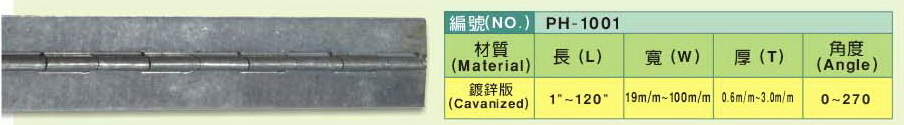 編號(NO.) PH-1001
材質 (Material) 長 (L) 寬 (W) 厚 (T) 角度 (Angle)
鍍鋅版 (Cavanized) 1"~120" 19m/m~100m/m 0.6m/m~3.0m/m 0~270